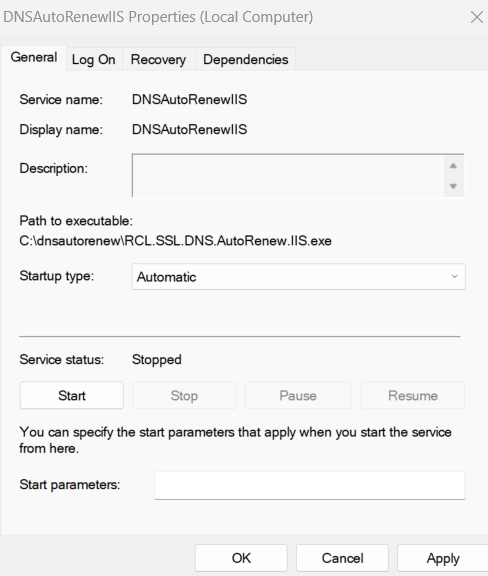 DNSAutoRenewIIS Properties (Local Computer)
General Log On Recovery Dependencies
Service name: DNSAutoRenewIIS
Display name: DNSAutoRenewIIS
Description:
Path to executable:
C:\dnsautorenew\RCL.SSL.DNS.AutoRenew.IIS.exe
Startup type: Automatic
Service status: Stopped
Start Stop Pause Resume
You can specify the start parameters that apply when you start the service
from here.
Start parameters:
OK Cancel Apply